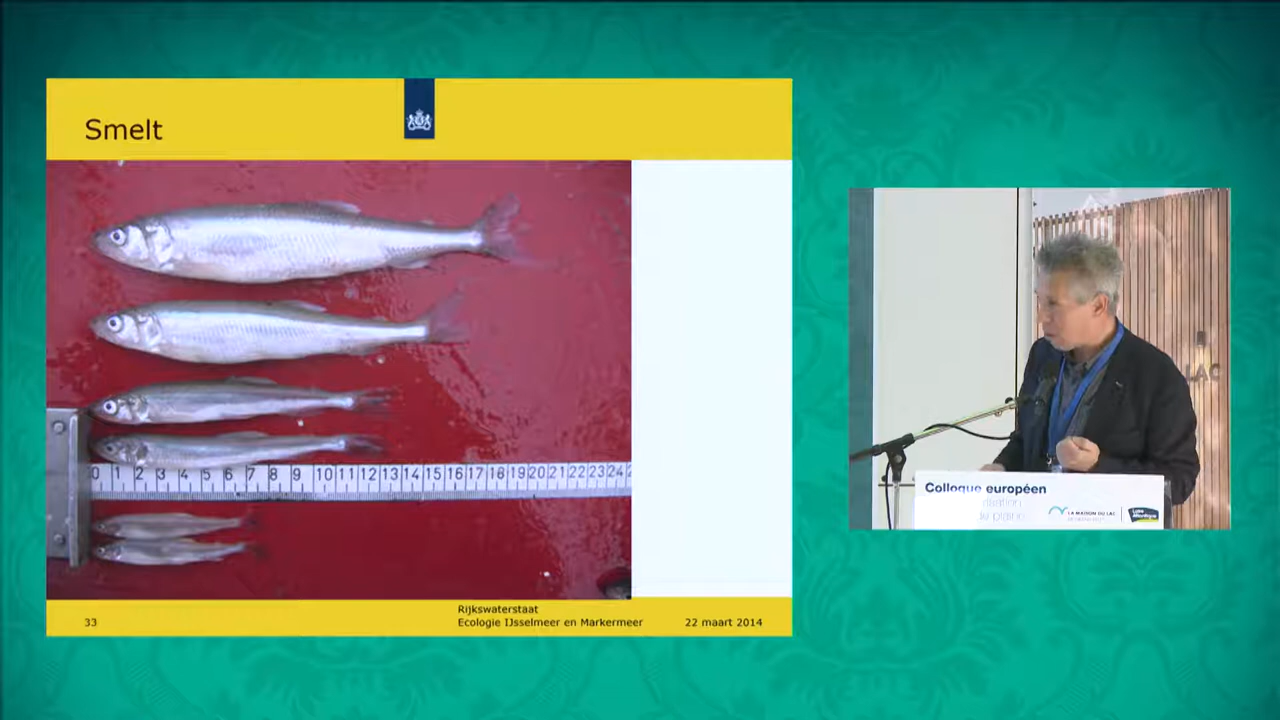 Smelt
0 1 2 3 4 5 6 7 8 9 10 11 12 13 14 15 16 17 18 19 20 21 22 23 24
Rijkswaterstaat
33 Ecologie IJsselmeer en Markermeer 22 maart 2014
LAC
Colloque européen
LA MAISON DU LAC